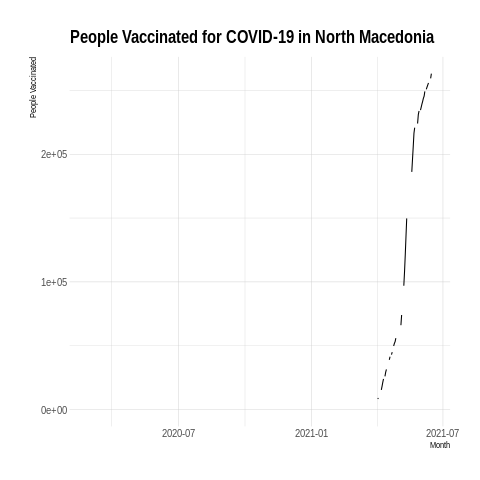 People Vaccinated for COVID-19 in North Macedonia
People Vaccinated
2e+05
1e+05
0e+00
2020-07 2021-01 2021-07
Month